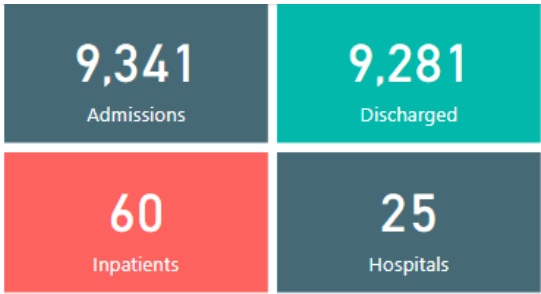 9,341
Admissions
9,281
Discharged
60
Inpatients
25
Hospitals